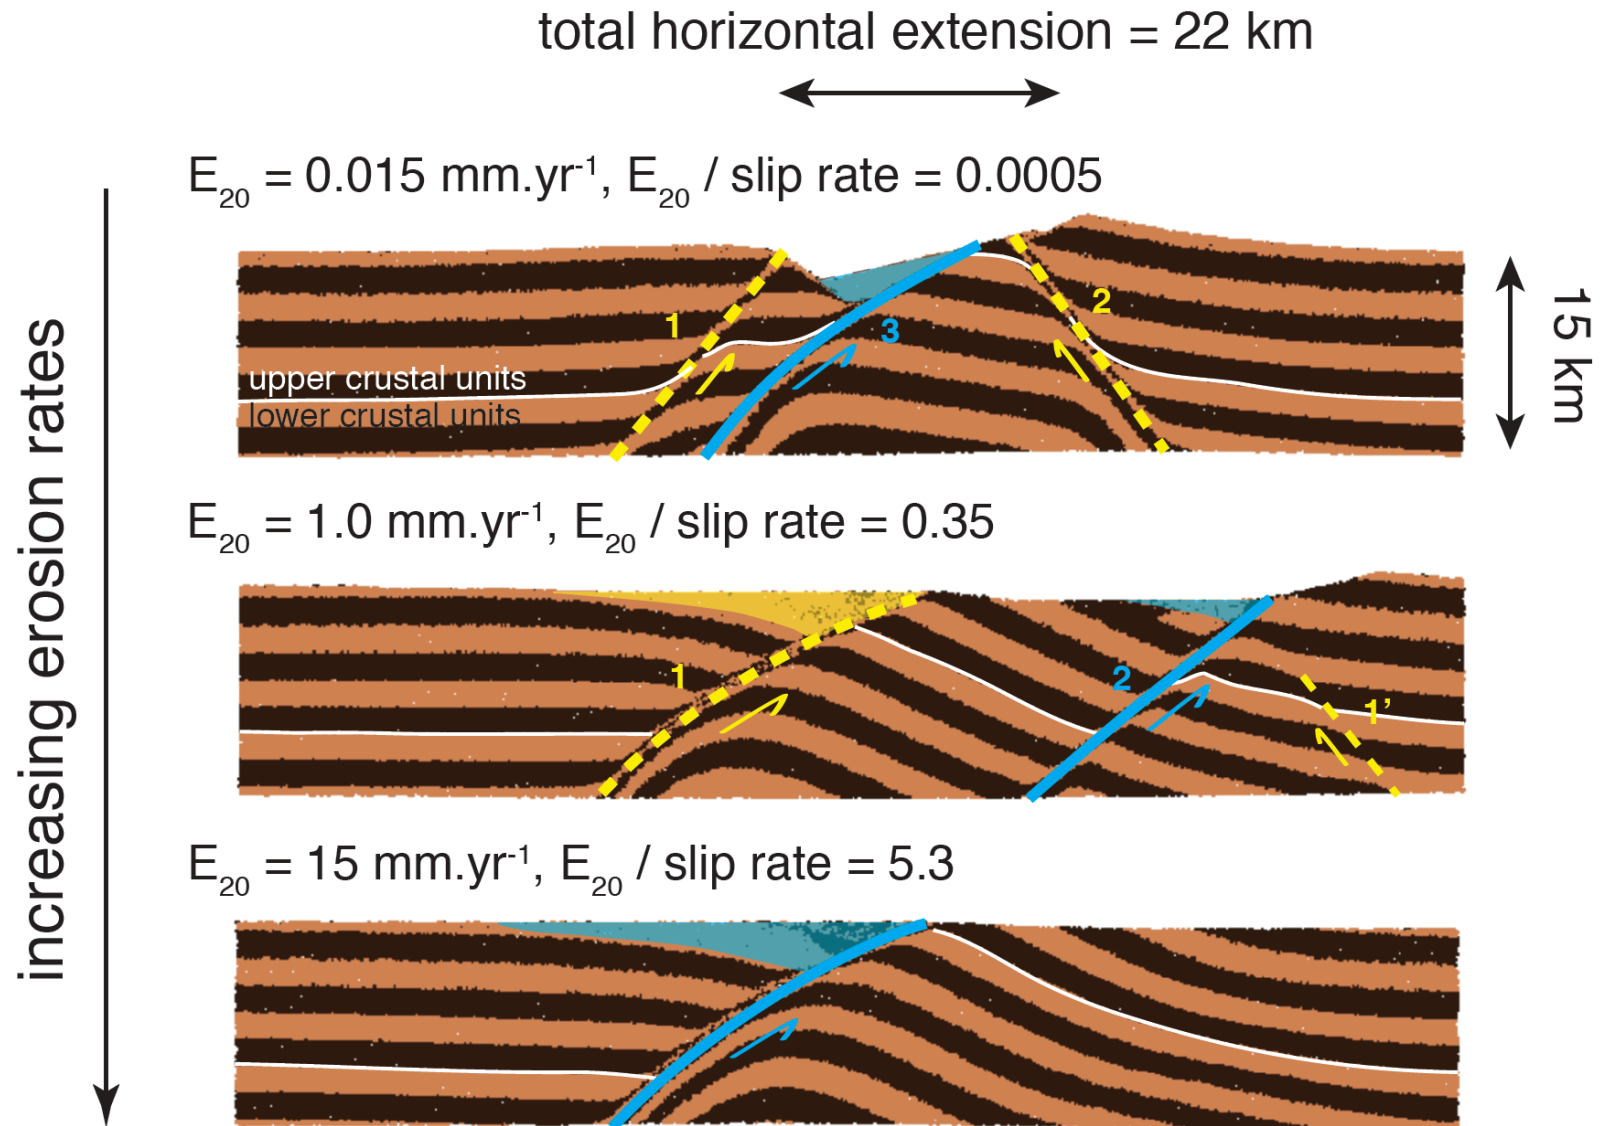 total horizontal extension = 22 km
E20 = 0.015 mm.yr-1, E20 / slip rate = 0.0005
1
2
3
upper crustal units
lower crustal units
15 km
increasing erosion rates
E20 = 1.0 mm.yr-1, E20 / slip rate = 0.35
1
2
1’
E20 = 15 mm.yr-1, E20 / slip rate = 5.3